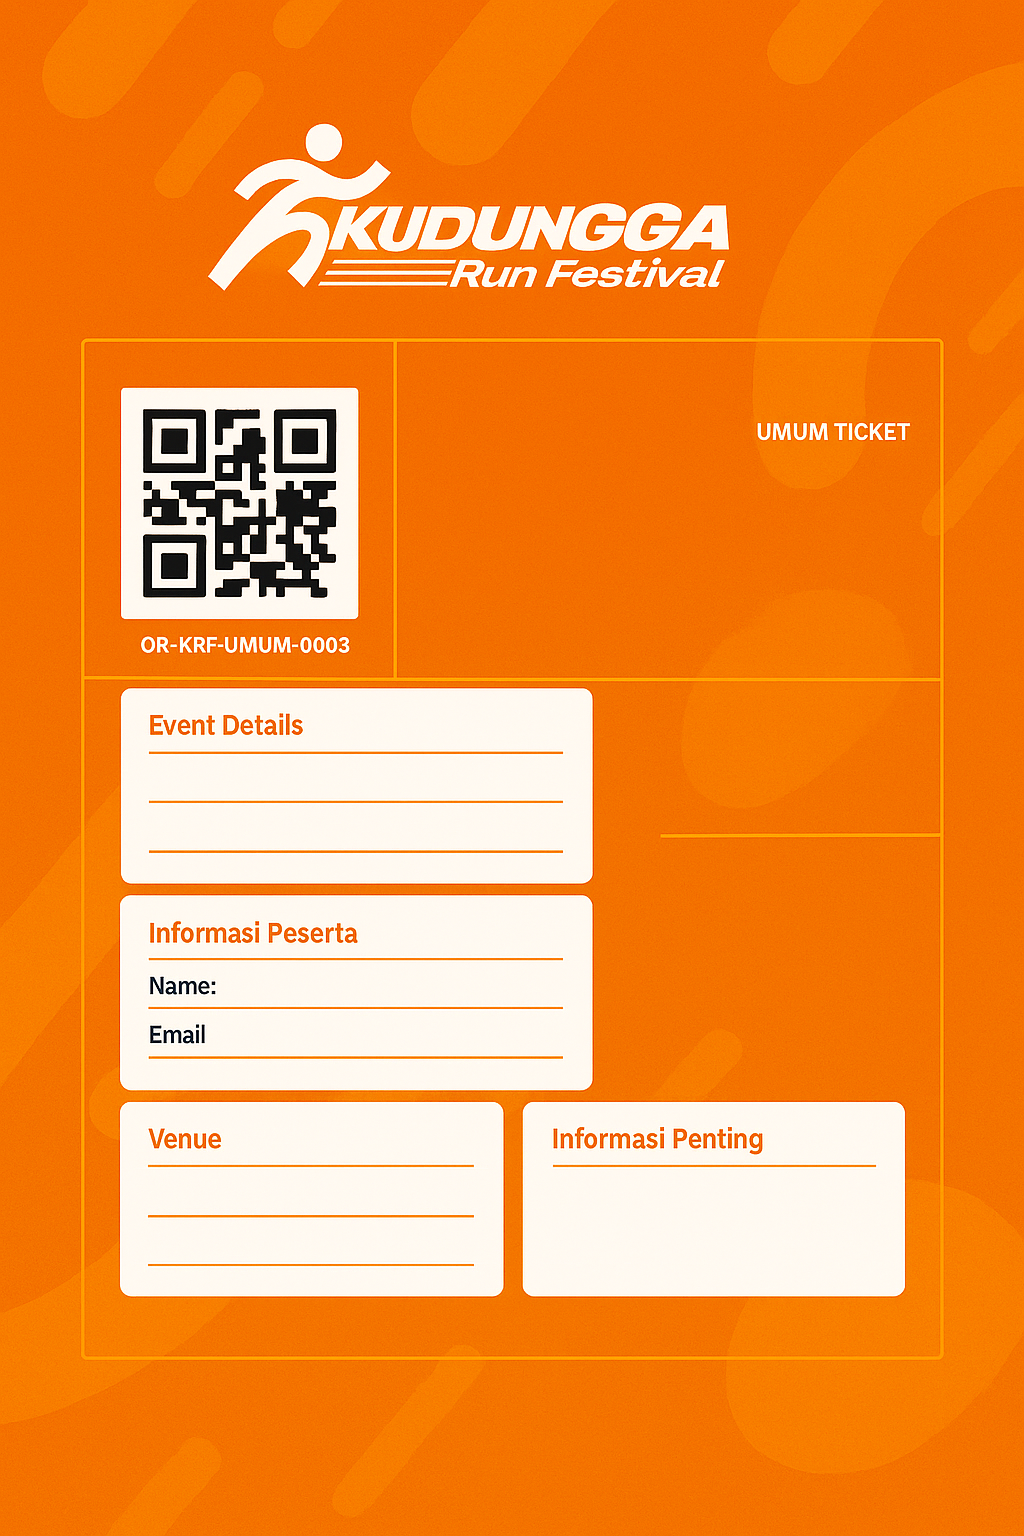 KUDUNGGA
Run Festival
UMUM TICKET
OR-KRF-UMUM-0003
Event Details
Informasi Peserta
Name:
Email
Venue
Informasi Penting